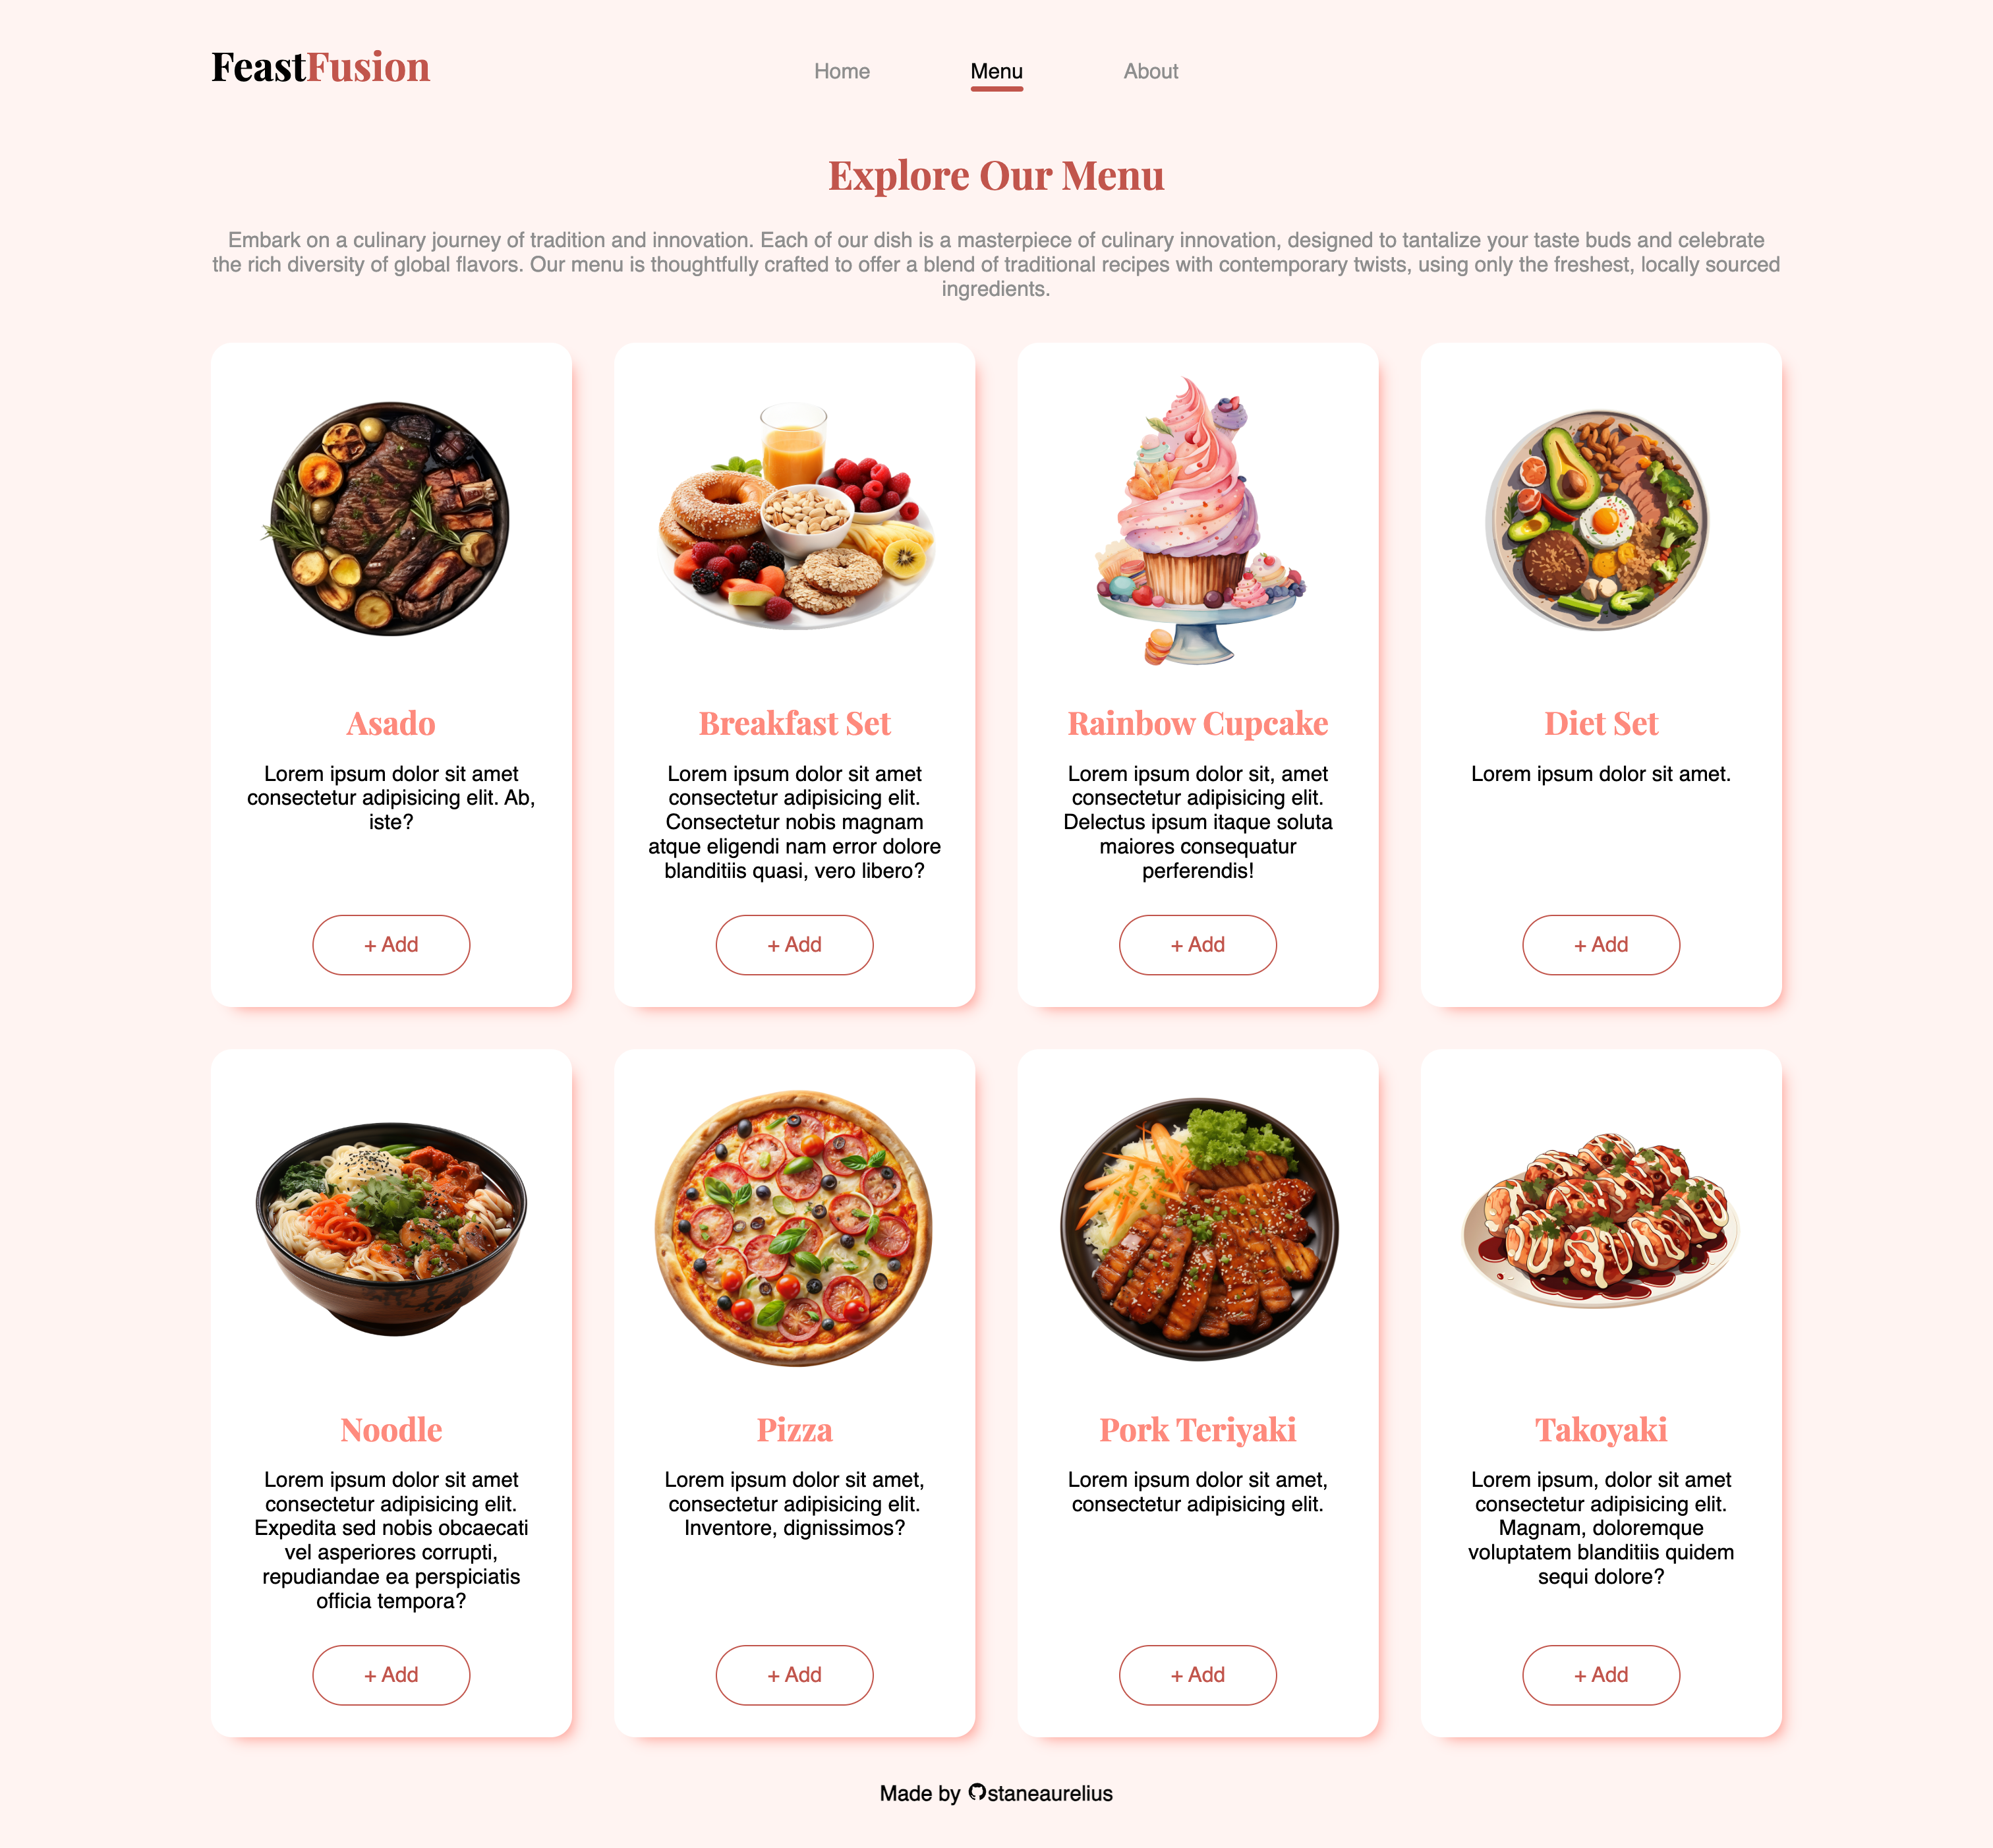 FeastFusion
Home
Menu
About
Explore Our Menu
Embark on a culinary journey of tradition and innovation. Each of our dish is a masterpiece of culinary innovation, designed to tantalize your taste buds and celebrate
the rich diversity of global flavors. Our menu is thoughtfully crafted to offer a blend of traditional recipes with contemporary twists, using only the freshest, locally sourced
ingredients.
Asado
Lorem ipsum dolor sit amet
consectetur adipisicing elit. Ab,
iste?
+ Add
Breakfast Set
Lorem ipsum dolor sit amet
consectetur adipisicing elit.
Consectetur nobis magnam
atque eligendi nam error dolore
blanditiis quasi, vero libero?
+ Add
Rainbow Cupcake
Lorem ipsum dolor sit, amet
consectetur adipisicing elit.
Delectus ipsum itaque soluta
maiores consequatur
perferendis!
+ Add
Diet Set
Lorem ipsum dolor sit amet.
+ Add
Noodle
Lorem ipsum dolor sit amet
consectetur adipisicing elit.
Expedita sed nobis obcaecati
vel asperiores corrupti,
repudiandae ea perspiciatis
officia tempora?
+ Add
Pizza
Lorem ipsum dolor sit amet,
consectetur adipisicing elit.
Inventore, dignissimos?
+ Add
Pork Teriyaki
Lorem ipsum dolor sit amet,
consectetur adipisicing elit.
+ Add
Takoyaki
Lorem ipsum, dolor sit amet
consectetur adipisicing elit.
Magnam, doloremque
voluptatem blanditiis quidem
sequi dolore?
+ Add
Made by staneaurelius